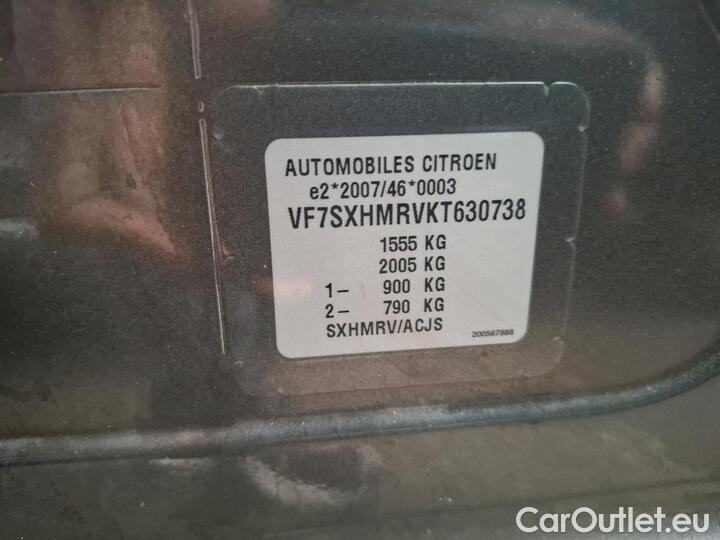 AUTOMOBILES CITROEN
e2*2007/46*0003
VF7SXHMRVKT630738
1555 KG
2005 KG
1- 900 KG
2- 790 KG
SXHMRV/ACJS
200567888
CarOutlet.eu